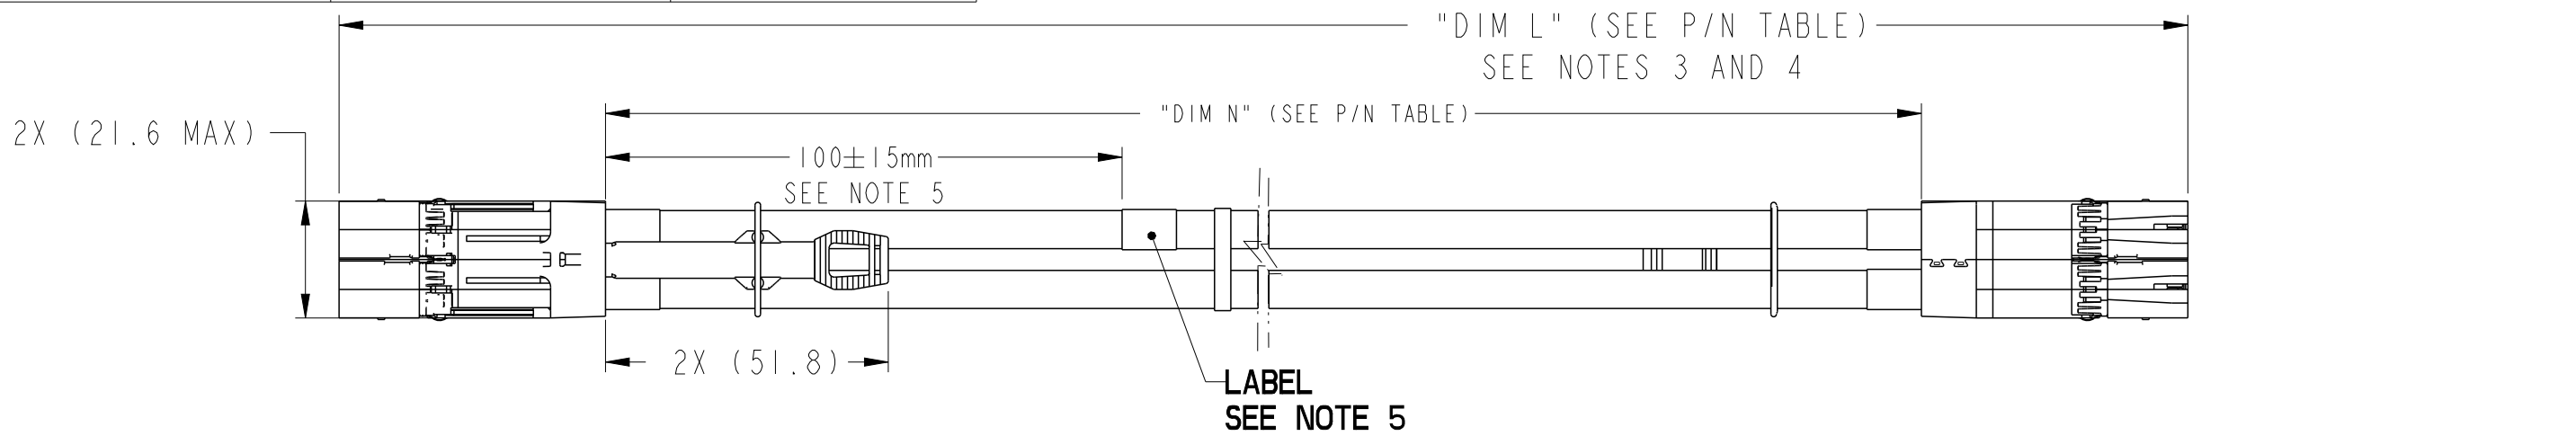 "DIM L" (SEE P/N TABLE)
SEE NOTES 3 AND 4
"DIM N" (SEE P/N TABLE)
2X (21.6 MAX)
100±15mm
SEE NOTE 5
2X (51.8)
LABEL
SEE NOTE 5